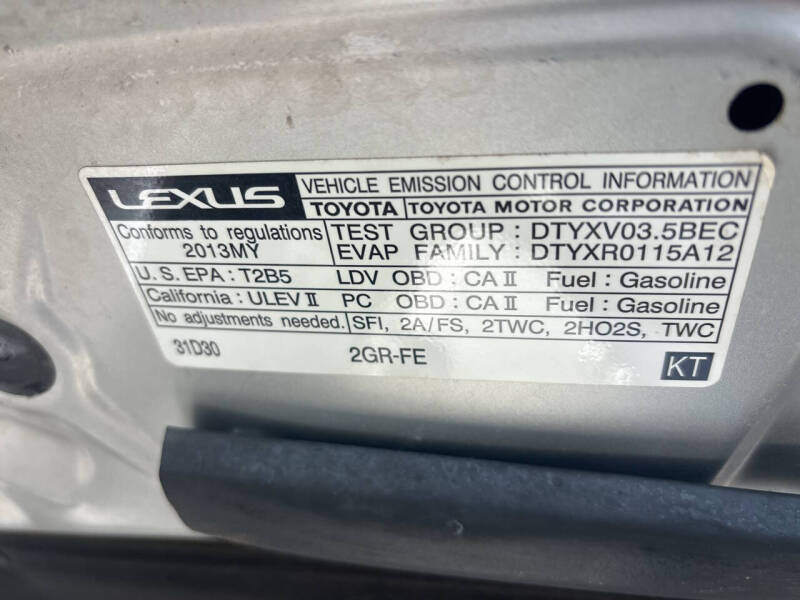 LEXUS VEHICLE EMISSION CONTROL INFORMATION
TOYOTA TOYOTA MOTOR CORPORATION
Conforms to regulations TEST GROUP : DTYXV03.5BEC
2013MY EVAP FAMILY : DTYXR0115A12
U.S.EPA : T2B5 LDV OBD : CA II Fuel : Gasoline
California : ULEV II PC OBD : CA II Fuel : Gasoline
No adjustments needed. SFI, 2A/FS, 2TWC, 2HO2S, TWC
31D30 2GR-FE KT